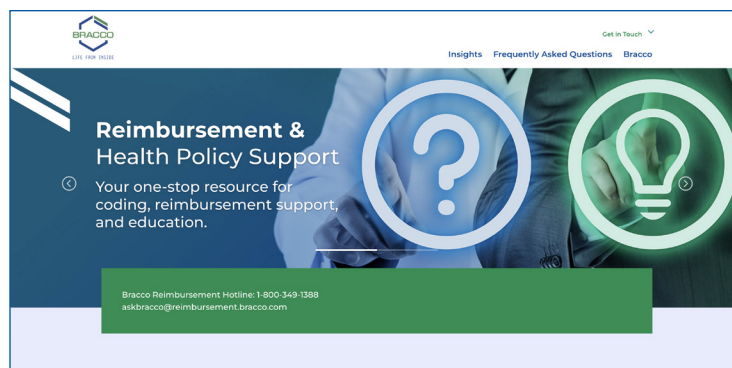 BRACCO
LIFE FROM INSIDE
Get in Touch
Insights Frequently Asked Questions Bracco
Reimbursement &
Health Policy Support
Your one-stop resource for
coding, reimbursement support,
and education.
?
Bracco Reimbursement Hotline: 1-800-349-1388
askbracco@reimbursement.bracco.com